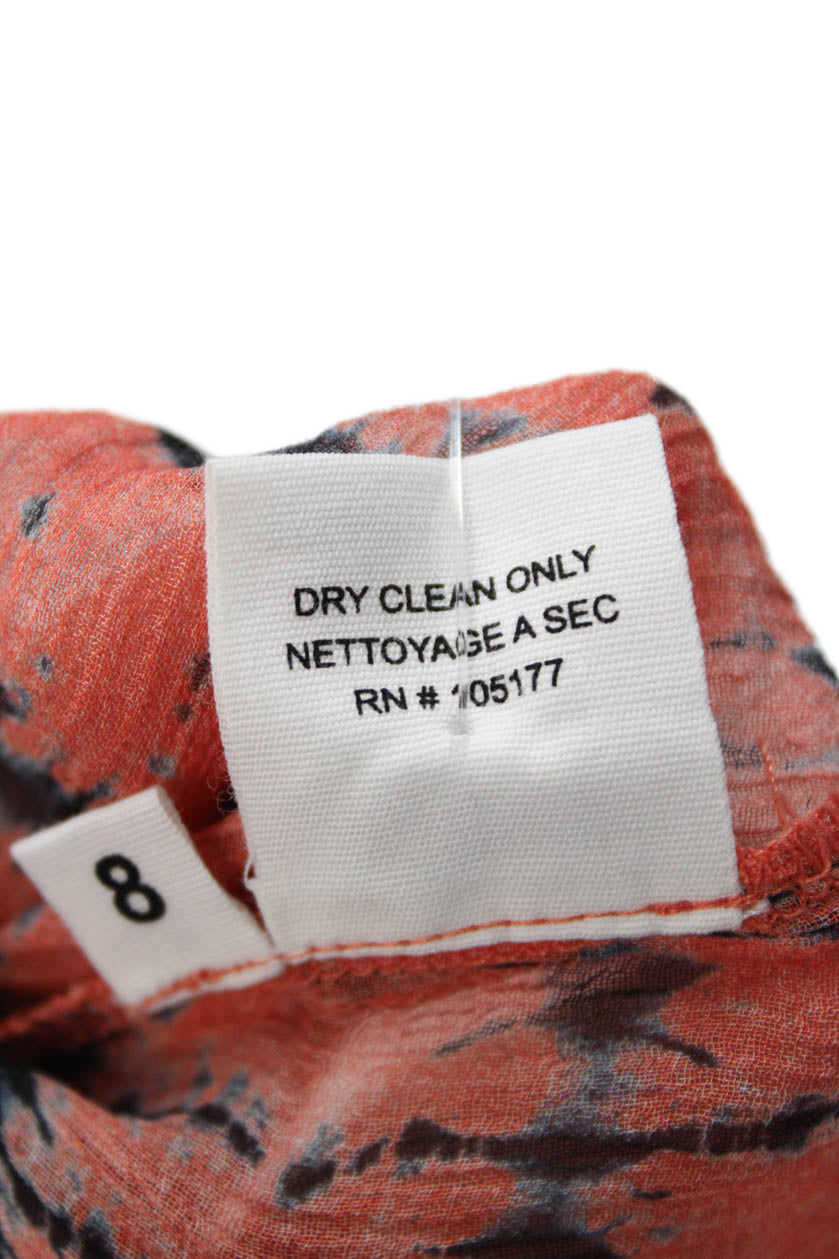 DRY CLEAN ONLY
NETTOYAGE A SEC
RN # 105177
8